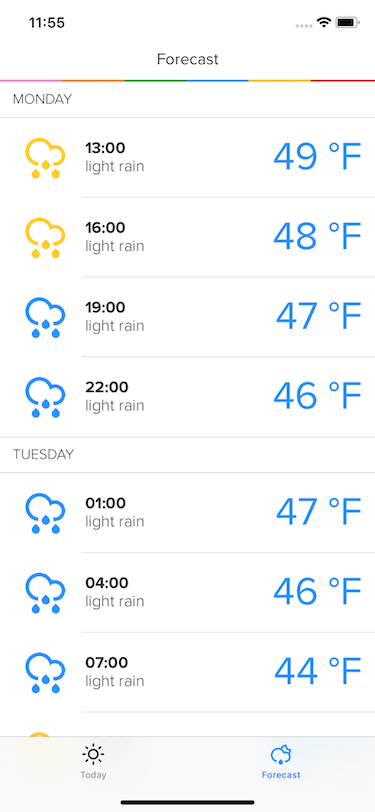 11:55
Forecast
MONDAY
13:00
light rain
49 °F
16:00
light rain
48 °F
19:00
light rain
47 °F
22:00
light rain
46 °F
TUESDAY
01:00
light rain
47 °F
04:00
light rain
46 °F
07:00
light rain
44 °F
Today
Forecast